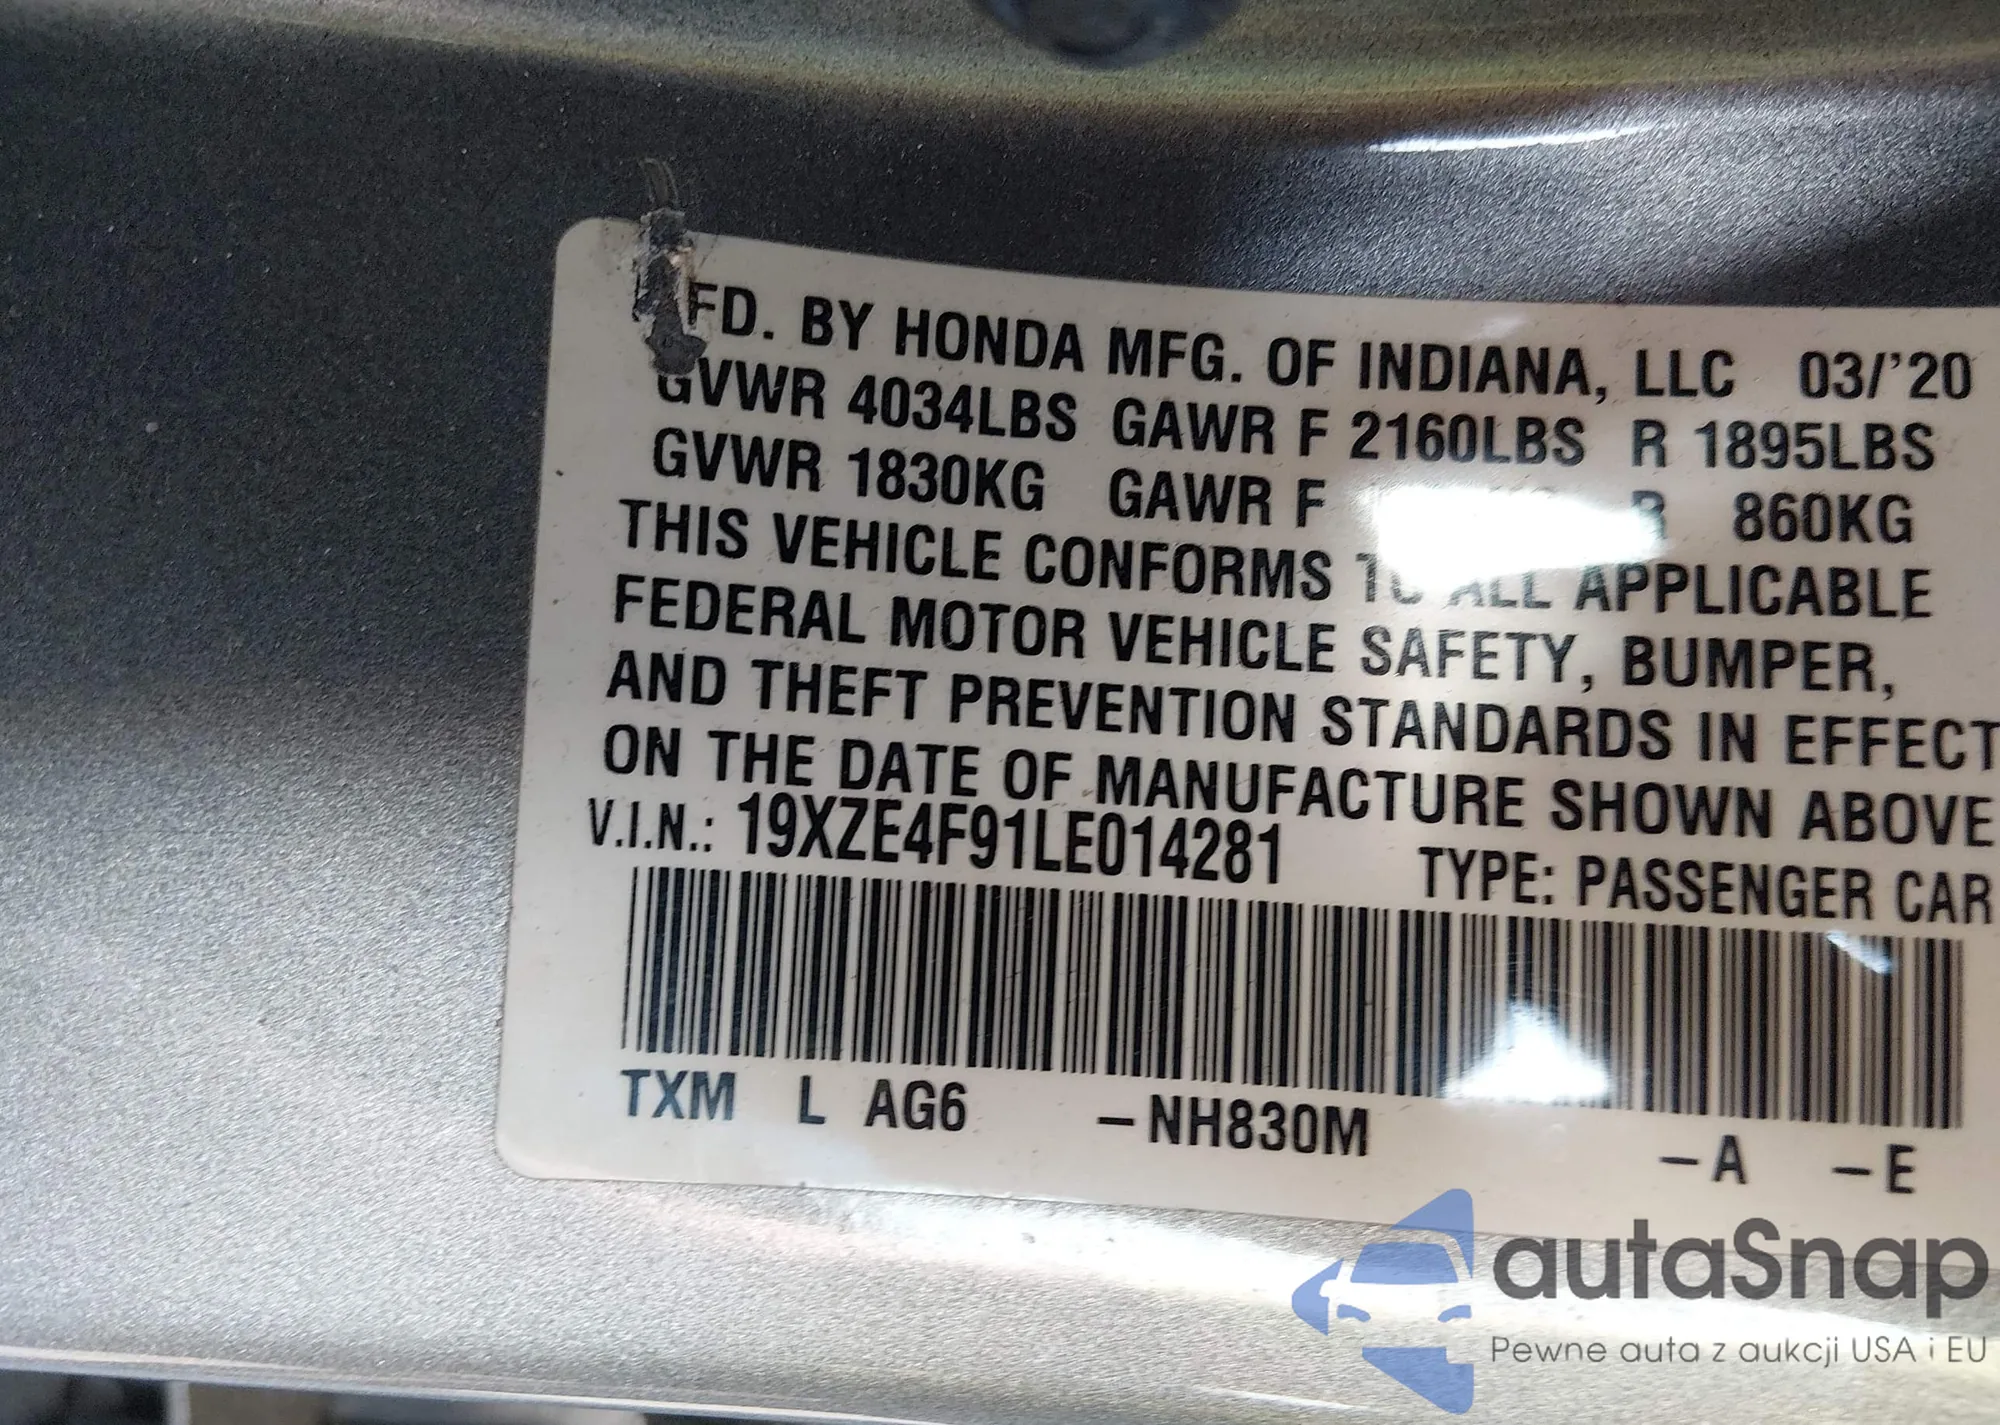 FD. BY HONDA MFG. OF INDIANA, LLC 03/'20
GVWR 4034LBS GAWR F 2160LBS R 1895LBS
GVWR 1830KG GAWR F R 860KG
THIS VEHICLE CONFORMS TO ALL APPLICABLE
FEDERAL MOTOR VEHICLE SAFETY, BUMPER,
AND THEFT PREVENTION STANDARDS IN EFFECT
ON THE DATE OF MANUFACTURE SHOWN ABOVE
V.I.N.: 19XZE4F91LE014281 TYPE: PASSENGER CAR
TXM L AG6 –NH830M –A –E
autaSnap
Pewne auta z aukcji USA i EU